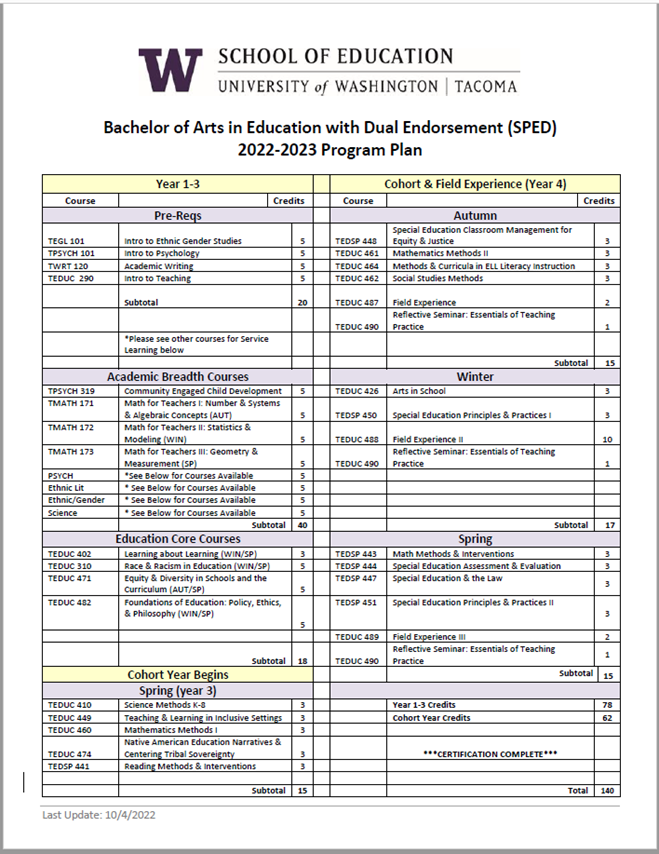 W SCHOOL OF EDUCATION
UNIVERSITY of WASHINGTON | TACOMA
Bachelor of Arts in Education with Dual Endorsement (SPED)
2022-2023 Program Plan
Year 1-3
Course Credits
Pre-Reqs
TEGL 101 Intro to Ethnic Gender Studies 5
TPSYCH 101 Intro to Psychology 5
TWRT 120 Academic Writing 5
TEDUC 290 Intro to Teaching 5
Subtotal 20
*Please see other courses for Service
Learning below
Academic Breadth Courses
TPSYCH 319 Community Engaged Child Development 5
TMATH 171 Math for Teachers I: Number & Systems
& Algebraic Concepts (AUT) 5
TMATH 172 Math for Teachers II: Statistics &
Modeling (WIN) 5
TMATH 173 Math for Teachers III: Geometry &
Measurement (SP) 5
PSYCH *See Below for Courses Available 5
Ethnic Lit * See Below for Courses Available 5
Ethnic/Gender * See Below for Courses Available 5
Science * See Below for Courses Available 5
Subtotal 40
Education Core Courses
TEDUC 402 Learning about Learning (WIN/SP) 3
TEDUC 310 Race & Racism in Education (WIN/SP) 5
TEDUC 471 Equity & Diversity in Schools and the
Curriculum (AUT/SP) 5
TEDUC 482 Foundations of Education: Policy, Ethics,
& Philosophy (WIN/SP)
5
Subtotal 18
Cohort Year Begins
Spring (year 3)
TEDUC 410 Science Methods K-8 3
TEDUC 449 Teaching & Learning in Inclusive Settings 3
TEDUC 460 Mathematics Methods I 3
Native American Education Narratives &
TEDUC 474 Centering Tribal Sovereignty 3
TEDSP 441 Reading Methods & Interventions 3
Subtotal 15
Cohort & Field Experience (Year 4)
Course Credits
Autumn
Special Education Classroom Management for
TEDSP 448 Equity & Justice 3
TEDUC 461 Mathematics Methods II 3
TEDUC 464 Methods & Curricula in ELL Literacy Instruction 3
TEDUC 462 Social Studies Methods 3
TEDUC 487 Field Experience 2
Reflective Seminar: Essentials of Teaching
TEDUC 490 Practice 1
Subtotal 15
Winter
TEDUC 426 Arts in School 3
TEDSP 450 Special Education Principles & Practices I 3
TEDUC 488 Field Experience II 10
Reflective Seminar: Essentials of Teaching
TEDUC 490 Practice 1
Subtotal 17
Spring
TEDSP 443 Math Methods & Interventions 3
TEDSP 444 Special Education Assessment & Evaluation 3
TEDSP 447 Special Education & the Law 3
TEDSP 451 Special Education Principles & Practices II 3
TEDUC 489 Field Experience III 2
Reflective Seminar: Essentials of Teaching 1
TEDUC 490 Practice
Subtotal 15
Year 1-3 Credits 78
Cohort Year Credits 62
***CERTIFICATION COMPLETE***
Total 140
Last Update: 10/4/2022